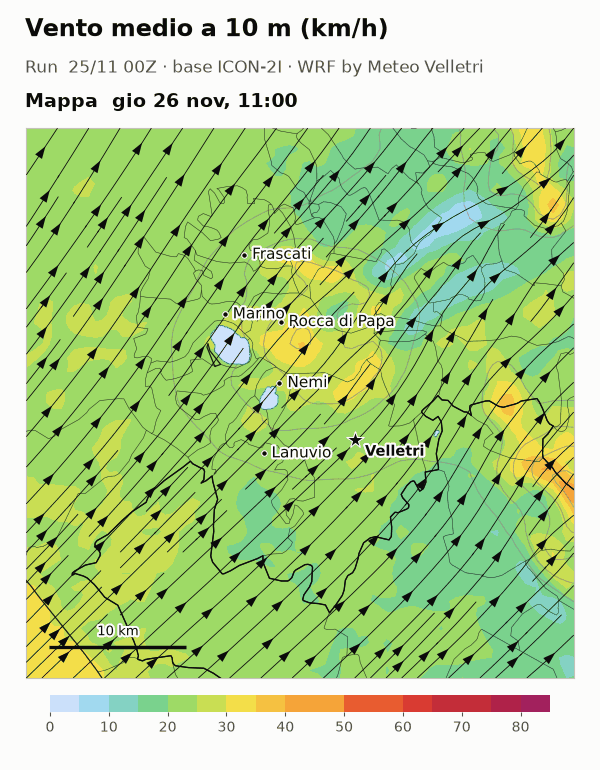 Vento medio a 10 m (km/h)
Run  25/11 00Z · base ICON-2I · WRF by Meteo Velletri
Mappa  gio 26 nov, 11:00
Frascati
Marino
Rocca di Papa
Nemi
Velletri
Lanuvio
10 km
0 10 20 30 40 50 60 70 80